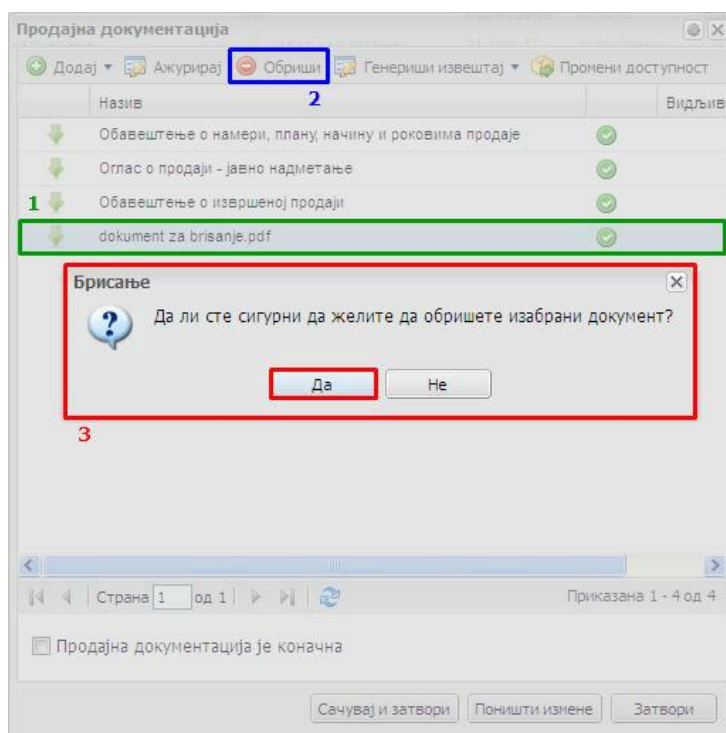 Продајна документација
Додај Ажурирај Обриши Генериши извештај Промени доступност
2
Назив Видљив
Обавештење о намери, плану, начину и роковима продаје
Оглас о продаји - јавно надметање
1 Обавештење о извршеној продаји
dokument za brisanje.pdf
Брисање
Да ли сте сигурни да желите да обришете изабрани документ?
Да Не
3
Страна 1 од 1 Приказана 1 - 4 од 4
Продајна документација је коначна
Сачувај и затвори Поништи измене Затвори